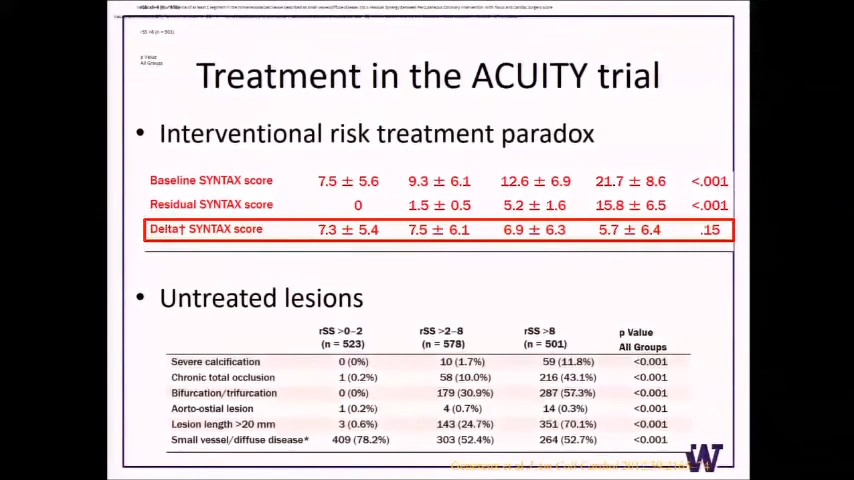 rSS >8 (n = 501)
p Value
All Groups
Treatment in the ACUITY trial
• Interventional risk treatment paradox
Baseline SYNTAX score 7.5 ± 5.6 9.3 ± 6.1 12.6 ± 6.9 21.7 ± 8.6 <.001
Residual SYNTAX score 0 1.5 ± 0.5 5.2 ± 1.6 15.8 ± 6.5 <.001
Delta† SYNTAX score 7.3 ± 5.4 7.5 ± 6.1 6.9 ± 6.3 5.7 ± 6.4 .15
• Untreated lesions
rSS >0–2 rSS >2–8 rSS >8 p Value
(n = 523) (n = 578) (n = 501) All Groups
Severe calcification 0 (0%) 10 (1.7%) 59 (11.8%) <0.001
Chronic total occlusion 1 (0.2%) 58 (10.0%) 216 (43.1%) <0.001
Bifurcation/trifurcation 0 (0%) 179 (30.9%) 287 (57.3%) <0.001
Aorto-ostial lesion 1 (0.2%) 4 (0.7%) 14 (0.3%) <0.001
Lesion length >20 mm 3 (0.6%) 143 (24.7%) 351 (70.1%) <0.001
Small vessel/diffuse disease* 409 (78.2%) 303 (52.4%) 264 (52.7%) <0.001
W